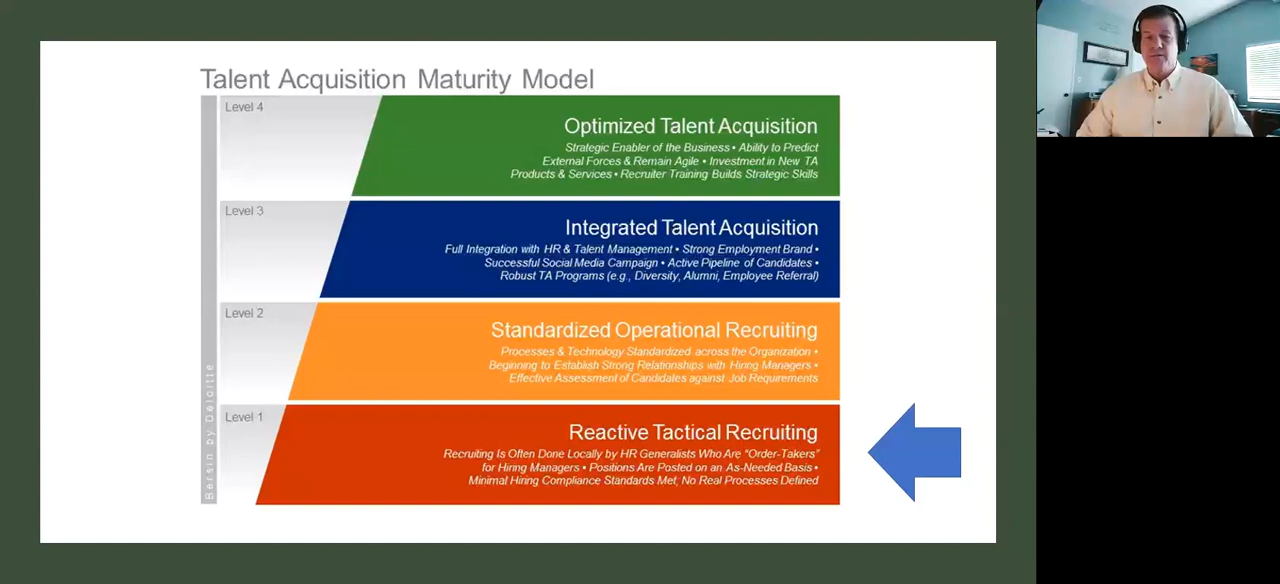 Talent Acquisition Maturity Model
Level 4
Optimized Talent Acquisition
Strategic Enabler of the Business • Ability to Predict
External Forces & Remain Agile • Investment in New TA
Products & Services • Recruiter Training Builds Strategic Skills
Level 3
Integrated Talent Acquisition
Full Integration with HR & Talent Management • Strong Employment Brand •
Successful Social Media Campaign • Active Pipeline of Candidates •
Robust TA Programs (e.g., Diversity, Alumni, Employee Referral)
Level 2
Standardized Operational Recruiting
Processes & Technology Standardized across the Organization •
Beginning to Establish Strong Relationships with Hiring Managers •
Effective Assessment of Candidates against Job Requirements
Level 1
Reactive Tactical Recruiting
Recruiting Is Often Done Locally by HR Generalists Who Are "Order-Takers"
for Hiring Managers • Positions Are Posted on an As-Needed Basis •
Minimal Hiring Compliance Standards Met; No Real Processes Defined
Bersin by Deloitte